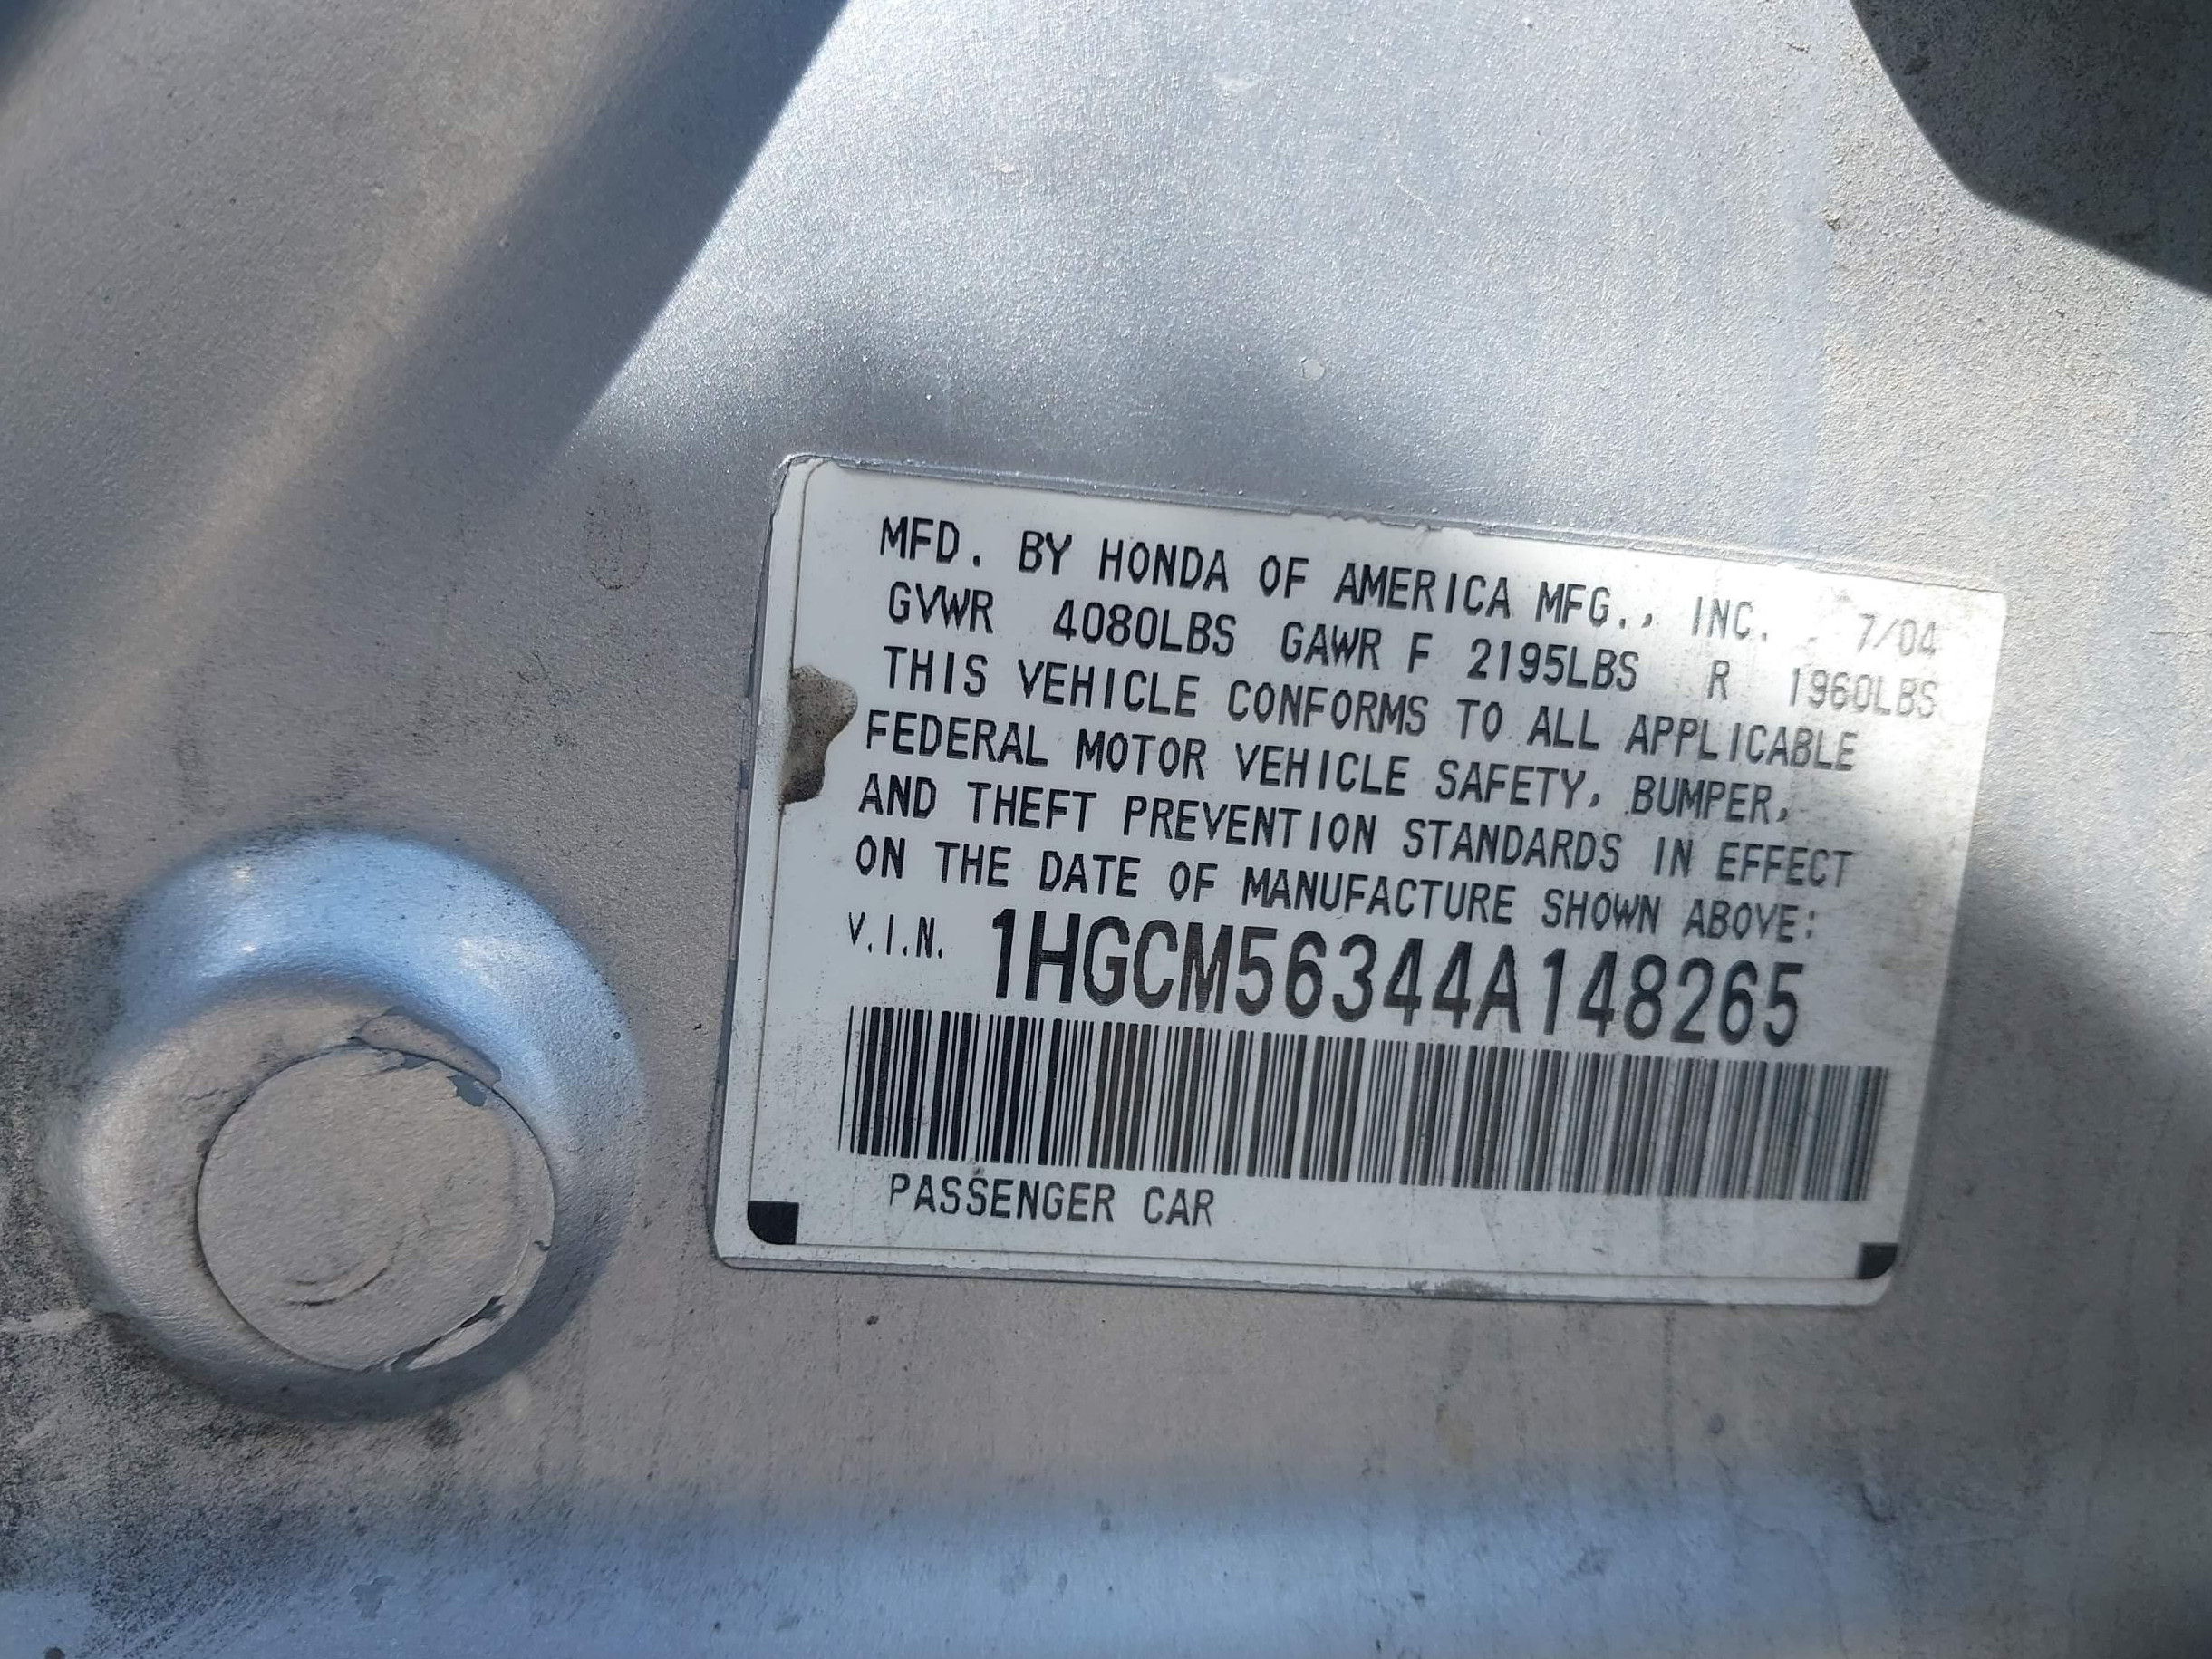 MFD. BY HONDA OF AMERICA MFG., INC. 7/04
GVWR 4080LBS GAWR F 2195LBS R 1960LBS
THIS VEHICLE CONFORMS TO ALL APPLICABLE
FEDERAL MOTOR VEHICLE SAFETY, BUMPER,
AND THEFT PREVENTION STANDARDS IN EFFECT
ON THE DATE OF MANUFACTURE SHOWN ABOVE:
V.I.N. 1HGCM56344A148265
PASSENGER CAR